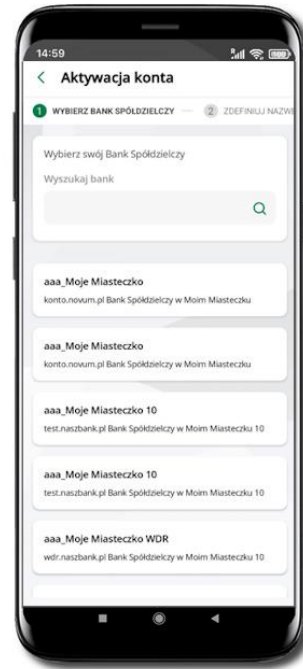 14:59
Aktywacja konta
1 WYBIERZ BANK SPÓŁDZIELCZY — 2 ZDEFINIUJ NAZW
Wybierz swój Bank Spółdzielczy
Wyszukaj bank
aaa_Moje Miasteczko
konto.novum.pl Bank Spółdzielczy w Moim Miasteczku
aaa_Moje Miasteczko
konto.novum.pl Bank Spółdzielczy w Moim Miasteczku
aaa_Moje Miasteczko 10
test.naszbank.pl Bank Spółdzielczy w Moim Miasteczku 10
aaa_Moje Miasteczko 10
test.naszbank.pl Bank Spółdzielczy w Moim Miasteczku 10
aaa_Moje Miasteczko WDR
wdr.naszbank.pl Bank Spółdzielczy w Moim Miasteczku 10